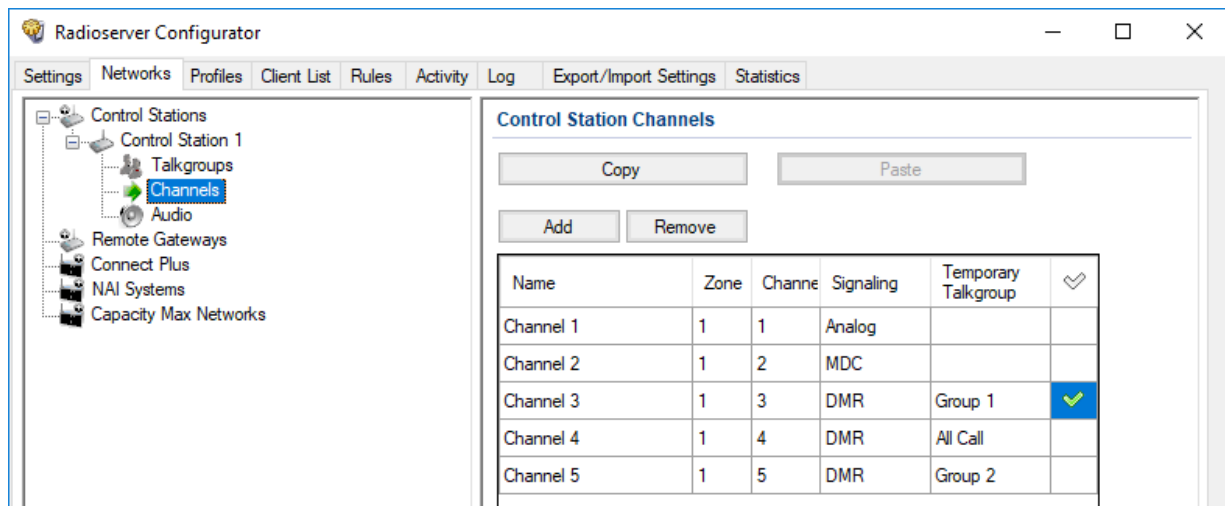 Radioserver Configurator
Settings Networks Profiles Client List Rules Activity Log Export/Import Settings Statistics
Control Stations
Control Station 1
Talkgroups
Channels
Audio
Remote Gateways
Connect Plus
NAI Systems
Capacity Max Networks
Control Station Channels
Copy Paste
Add Remove
Name Zone Channe Signaling Temporary Talkgroup
Channel 1 1 1 Analog
Channel 2 1 2 MDC
Channel 3 1 3 DMR Group 1
Channel 4 1 4 DMR All Call
Channel 5 1 5 DMR Group 2